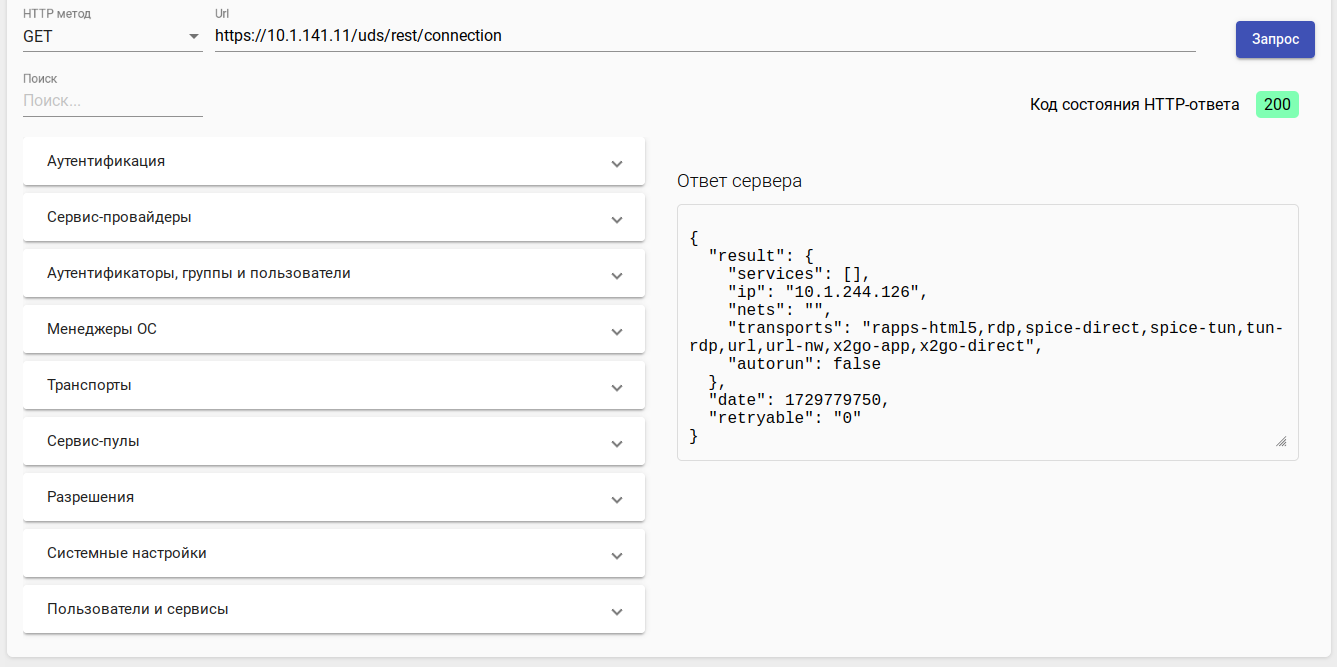 HTTP метод
Url
GET
https://10.1.141.11/uds/rest/connection
Запрос
Поиск
Поиск...
Код состояния HTTP-ответа 200
Аутентификация
Сервис-провайдеры
Аутентификаторы, группы и пользователи
Менеджеры ОС
Транспорты
Сервис-пулы
Разрешения
Системные настройки
Пользователи и сервисы
Ответ сервера
{
"result": {
"services": [],
"ip": "10.1.244.126",
"nets": "",
"transports": "rapps-html5,rdp,spice-direct,spice-tun,tun-
rdp,url,url-nw,x2go-app,x2go-direct",
"autorun": false
},
"date": 1729779750,
"retryable": "0"
}